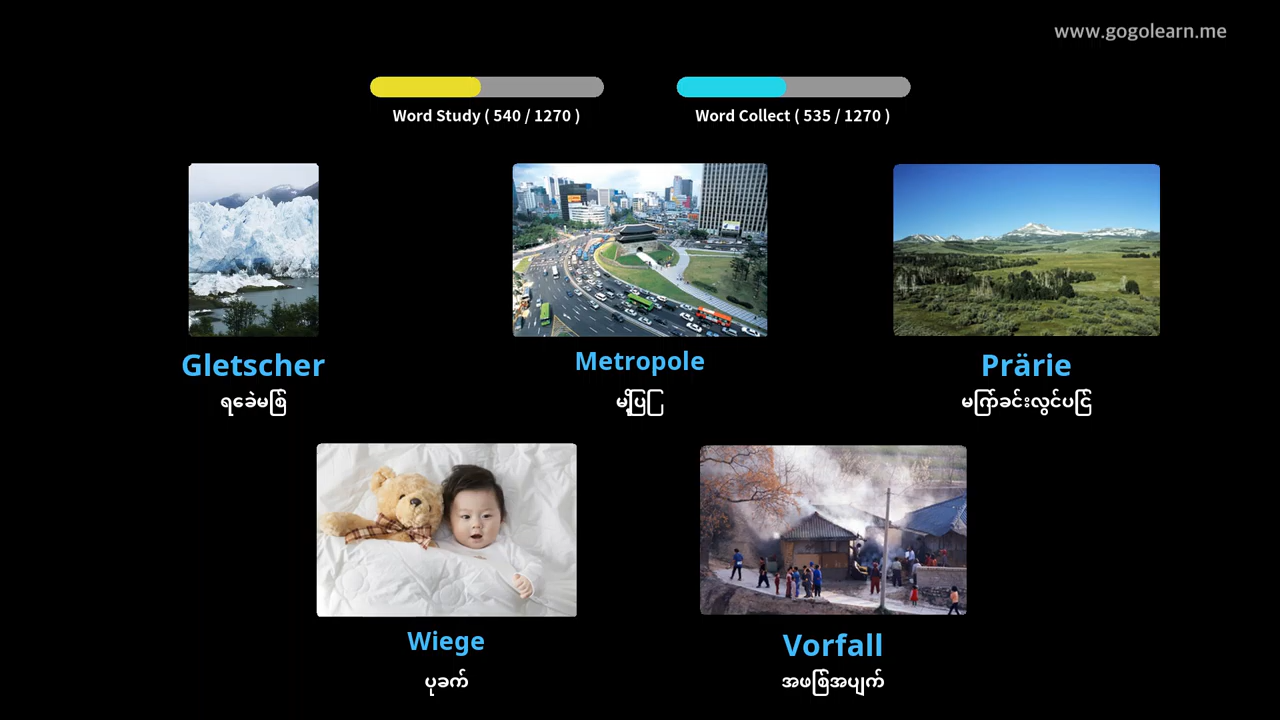 www.gogolearn.me
Word Study ( 540 / 1270 )
Word Collect ( 535 / 1270 )
Gletscher
Metropole
Prärie
ရခေဲမစြ်
မြို့ပြ
မြက်ခင်းလွင်ပြင်
Wiege
Vorfall
ပုခက်
အဖြစ်အပျက်